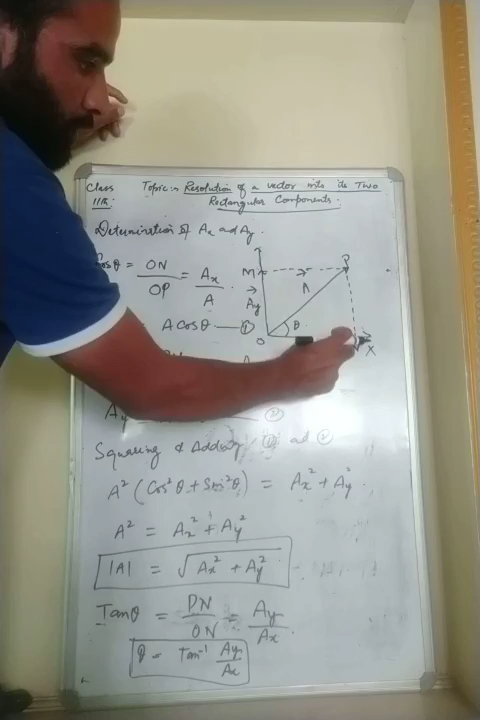 Class Topic:- Resolution of a vector into its Two
11th Rectangular Components.
Determination of Ax and Ay.
Cosθ = ON/OP = Ax/A
M P
A
Ay
A Cosθ — ①
O θ X
Ay ②
Squaring & Adding, ① and ②
A² (Cos²θ + Sin²θ) = Ax² + Ay²
A² = Ax² + Ay²
|A| = √Ax² + Ay²
Tanθ = PN/ON = Ay/Ax
θ = Tan⁻¹ Ay/Ax